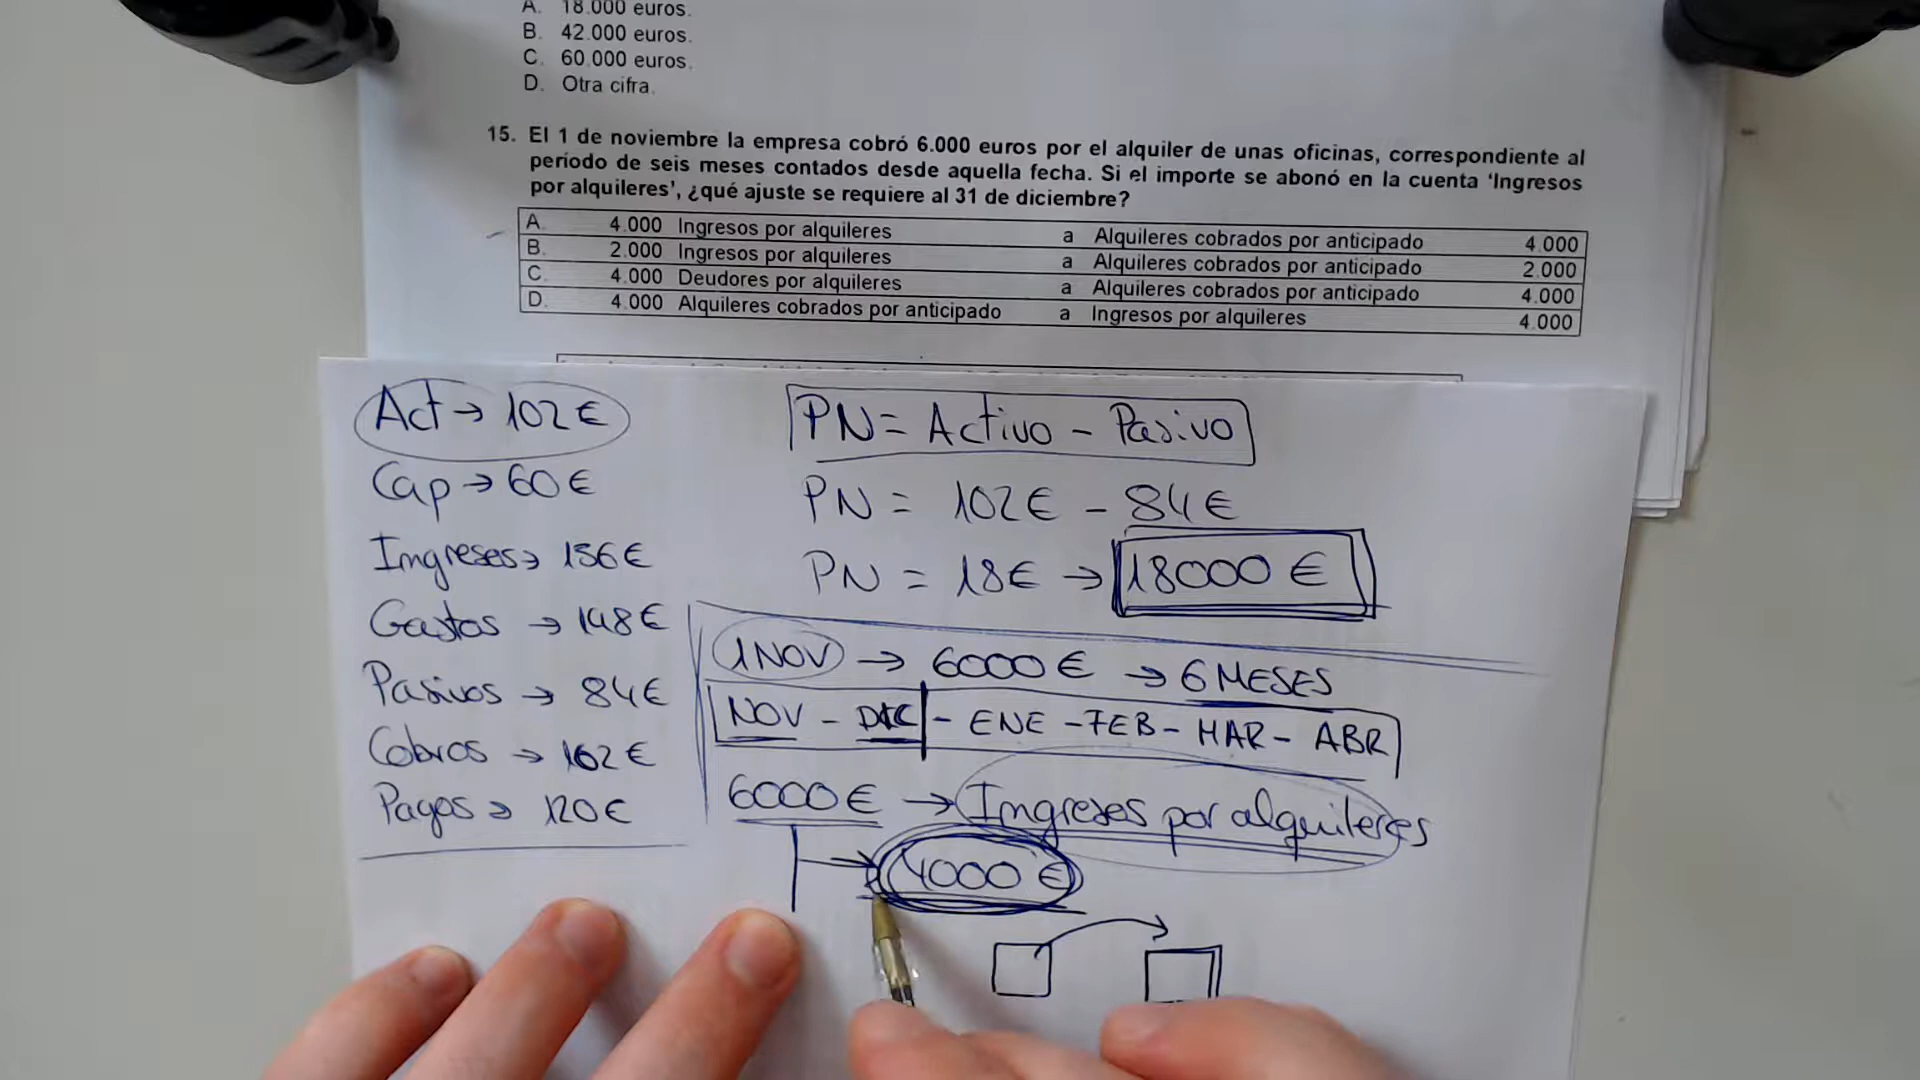 A. 18.000 euros.
B. 42.000 euros.
C. 60.000 euros.
D. Otra cifra.
15. El 1 de noviembre la empresa cobró 6.000 euros por el alquiler de unas oficinas, correspondiente al
período de seis meses contados desde aquella fecha. Si el importe se abonó en la cuenta ‘Ingresos
por alquileres’, ¿qué ajuste se requiere al 31 de diciembre?
A. 4.000 Ingresos por alquileres a Alquileres cobrados por anticipado 4.000
B. 2.000 Ingresos por alquileres a Alquileres cobrados por anticipado 2.000
C. 4.000 Deudores por alquileres a Alquileres cobrados por anticipado 4.000
D. 4.000 Alquileres cobrados por anticipado a Ingresos por alquileres 4.000
Act → 102€
Cap → 60€
Ingresos → 156€
Gastos → 148€
Pasivos → 84€
Cobros → 162€
Pagos → 120€
PN = Activo - Pasivo
PN = 102€ - 84€
PN = 18€ → 18000 €
1 NOV → 6000 € → 6 MESES
NOV - DIC - ENE - FEB - MAR - ABR
6000 € → Ingresos por alquileres
4000 €